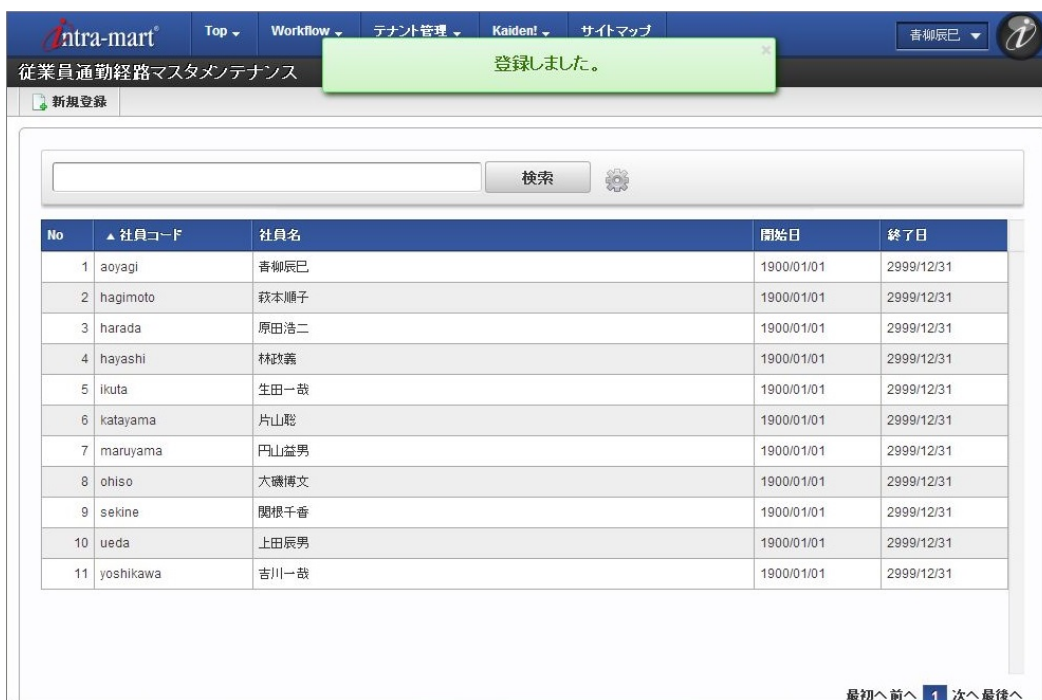 intra-mart® Top Workflow テナント管理 Kaiden! サイトマップ 青柳辰巳
登録しました。 ×
従業員通勤経路マスタメンテナンス
新規登録
検索
No ▲ 社員コード 社員名 開始日 終了日
1 aoyagi 青柳辰巳 1900/01/01 2999/12/31
2 hagimoto 萩本順子 1900/01/01 2999/12/31
3 harada 原田浩二 1900/01/01 2999/12/31
4 hayashi 林政義 1900/01/01 2999/12/31
5 ikuta 生田一哉 1900/01/01 2999/12/31
6 katayama 片山聡 1900/01/01 2999/12/31
7 maruyama 円山益男 1900/01/01 2999/12/31
8 ohiso 大磯博文 1900/01/01 2999/12/31
9 sekine 関根千香 1900/01/01 2999/12/31
10 ueda 上田辰男 1900/01/01 2999/12/31
11 yoshikawa 吉川一哉 1900/01/01 2999/12/31
最初へ 前へ 1 次へ 最後へ